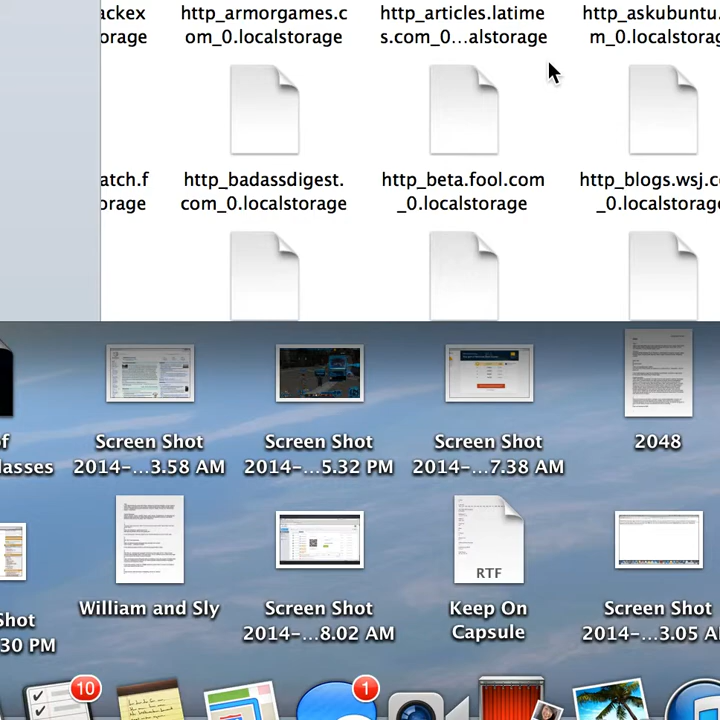 ackex
orage
http_armorgames.c
om_0.localstorage
http_articles.latime
s.com_0...alstorage
http_askubuntu.
m_0.localstorag
atch.f
orage
http_badassdigest.
com_0.localstorage
http_beta.fool.com
_0.localstorage
http_blogs.wsj.c
_0.localstorage
of
lasses
Screen Shot
2014-...3.58 AM
Screen Shot
2014-...5.32 PM
Screen Shot
2014-...7.38 AM
2048
Shot
30 PM
William and Sly
Screen Shot
2014-...8.02 AM
RTF
Keep On
Capsule
Screen Shot
2014-...3.05 A
10
1